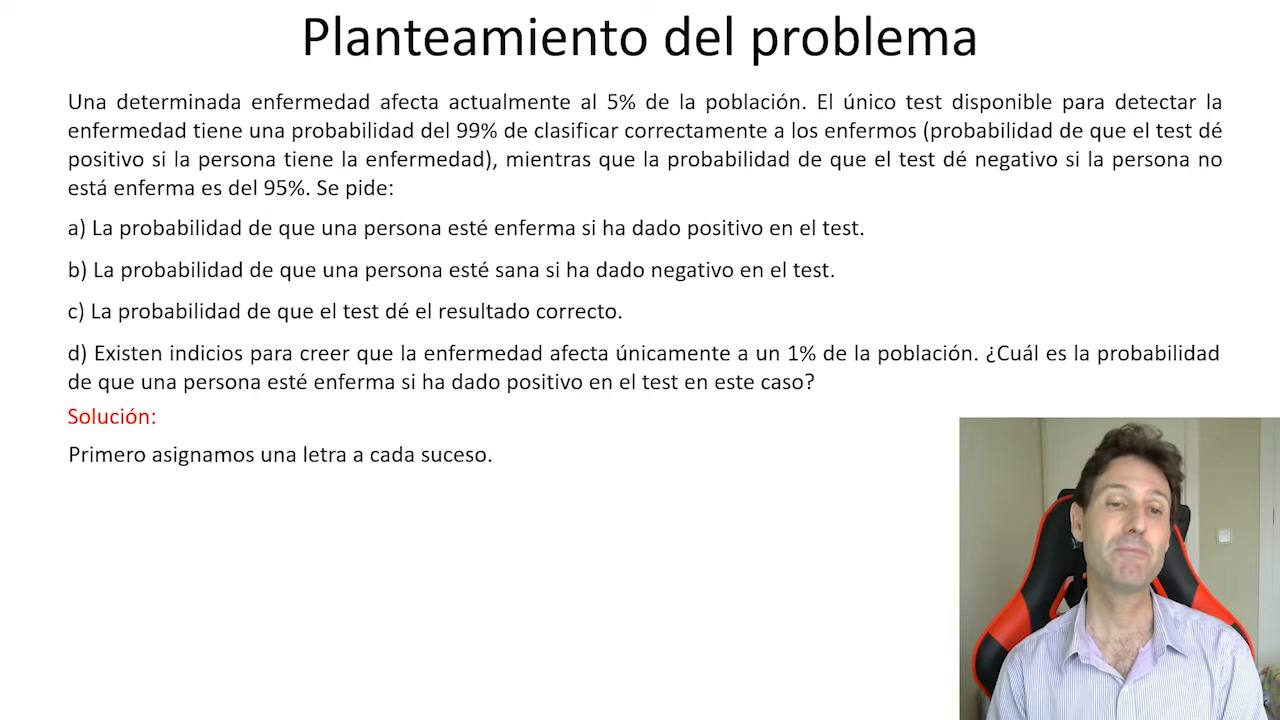 Planteamiento del problema
Una determinada enfermedad afecta actualmente al 5% de la población. El único test disponible para detectar la
enfermedad tiene una probabilidad del 99% de clasificar correctamente a los enfermos (probabilidad de que el test dé
positivo si la persona tiene la enfermedad), mientras que la probabilidad de que el test dé negativo si la persona no
está enferma es del 95%. Se pide:
a) La probabilidad de que una persona esté enferma si ha dado positivo en el test.
b) La probabilidad de que una persona esté sana si ha dado negativo en el test.
c) La probabilidad de que el test dé el resultado correcto.
d) Existen indicios para creer que la enfermedad afecta únicamente a un 1% de la población. ¿Cuál es la probabilidad
de que una persona esté enferma si ha dado positivo en el test en este caso?
Solución:
Primero asignamos una letra a cada suceso.